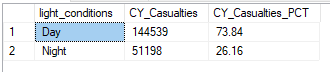 light_conditions CY_Casualties CY_Casualties_PCT
1 Day 144539 73.84
2 Night 51198 26.16